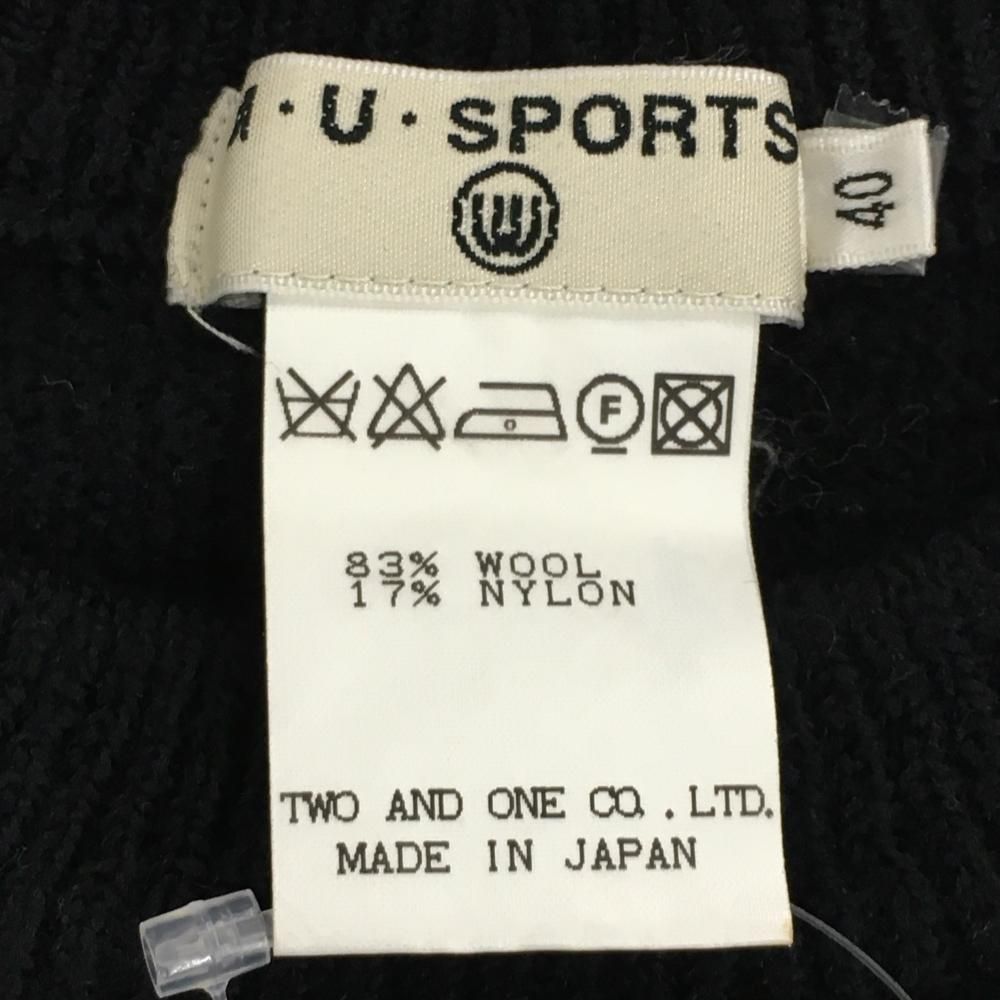 · U · SPORTS
40
F
83% WOOL
17% NYLON
TWO AND ONE CO. . LTD.
MADE IN JAPAN